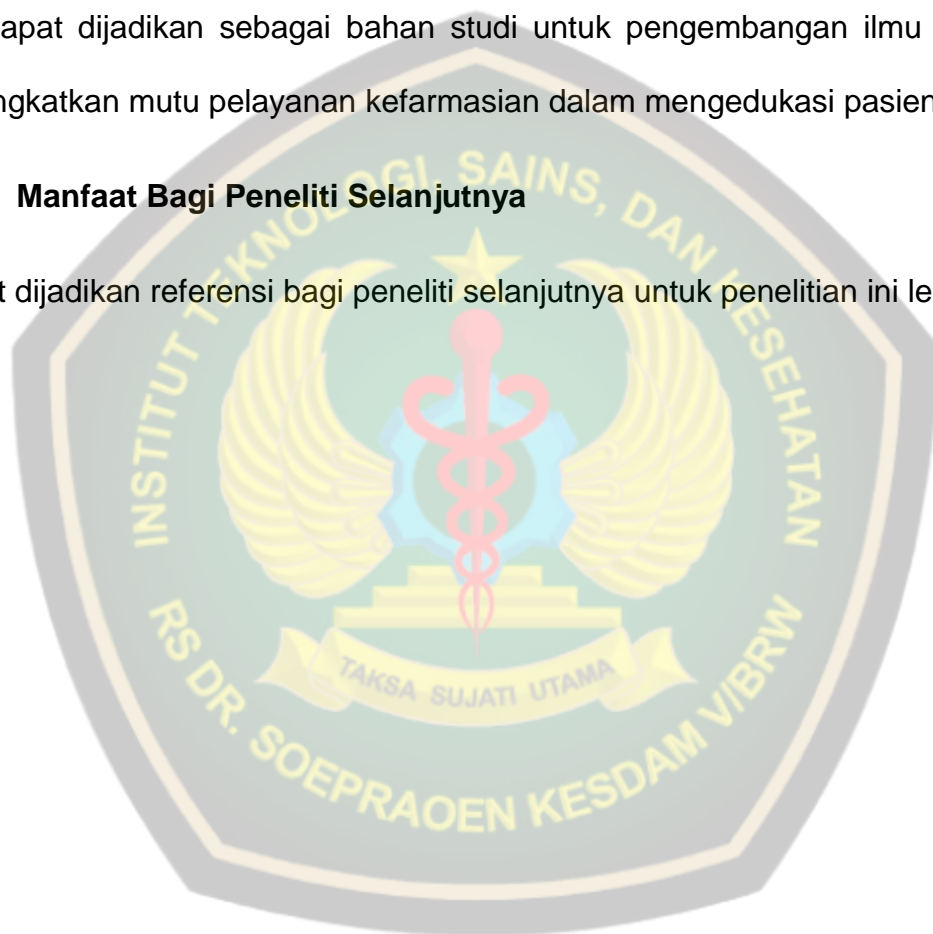 apat dijadikan sebagai bahan studi untuk pengembangan ilmu
ngkatkan mutu pelayanan kefarmasian dalam mengedukasi pasien
Manfaat Bagi Peneliti Selanjutnya
t dijadikan referensi bagi peneliti selanjutnya untuk penelitian ini le
INSTITUT TEKNOLOGI, SAINS, DAN KESEHATAN
TAKSA SUJATI UTAMA
RS DR. SOEPRAOEN KESDAM V/BRW